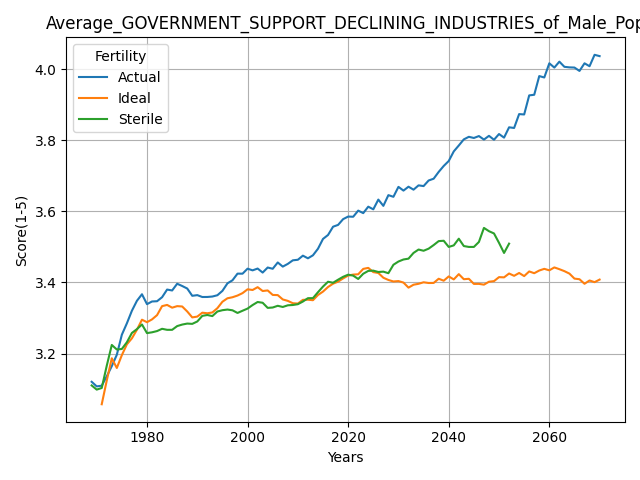 Average_GOVERNMENT_SUPPORT_DECLINING_INDUSTRIES_of_Male_Pop
Fertility
Actual
Ideal
Sterile
Score(1-5)
4.0
3.8
3.6
3.4
3.2
1980 2000 2020 2040 2060
Years